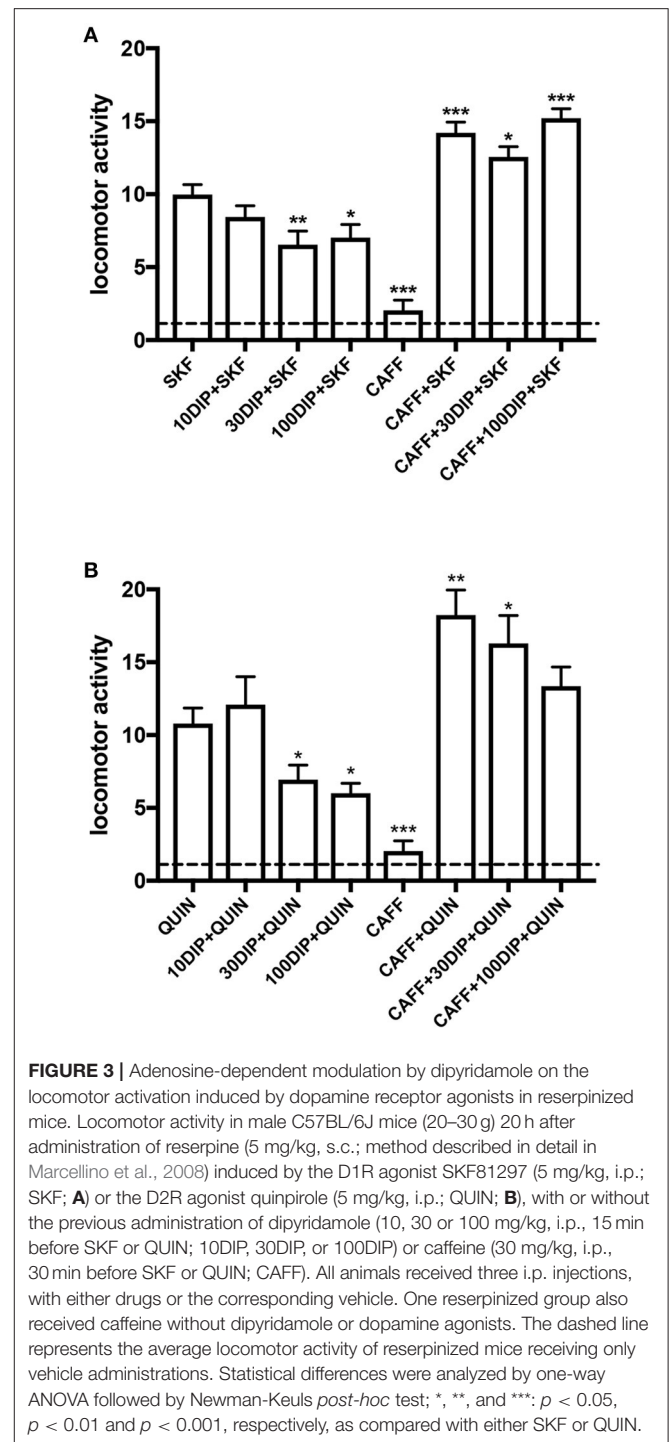 A
locomotor activity
20
15
10
5
0
** * *** *** * ***
SKF
10DIP+SKF
30DIP+SKF
100DIP+SKF
CAFF
CAFF+SKF
CAFF+30DIP+SKF
CAFF+100DIP+SKF
B
locomotor activity
20
15
10
5
0
* * *** ** *
QUIN
10DIP+QUIN
30DIP+QUIN
100DIP+QUIN
CAFF
CAFF+QUIN
CAFF+30DIP+QUIN
CAFF+100DIP+QUIN
FIGURE 3 | Adenosine-dependent modulation by dipyridamole on the
locomotor activation induced by dopamine receptor agonists in reserpinized
mice. Locomotor activity in male C57BL/6J mice (20–30 g) 20 h after
administration of reserpine (5 mg/kg, s.c.; method described in detail in
Marcellino et al., 2008) induced by the D1R agonist SKF81297 (5 mg/kg, i.p.;
SKF; A) or the D2R agonist quinpirole (5 mg/kg, i.p.; QUIN; B), with or without
the previous administration of dipyridamole (10, 30 or 100 mg/kg, i.p., 15 min
before SKF or QUIN; 10DIP, 30DIP, or 100DIP) or caffeine (30 mg/kg, i.p.,
30 min before SKF or QUIN; CAFF). All animals received three i.p. injections,
with either drugs or the corresponding vehicle. One reserpinized group also
received caffeine without dipyridamole or dopamine agonists. The dashed line
represents the average locomotor activity of reserpinized mice receiving only
vehicle administrations. Statistical differences were analyzed by one-way
ANOVA followed by Newman-Keuls post-hoc test; *, **, and ***: p < 0.05,
p < 0.01 and p < 0.001, respectively, as compared with either SKF or QUIN.